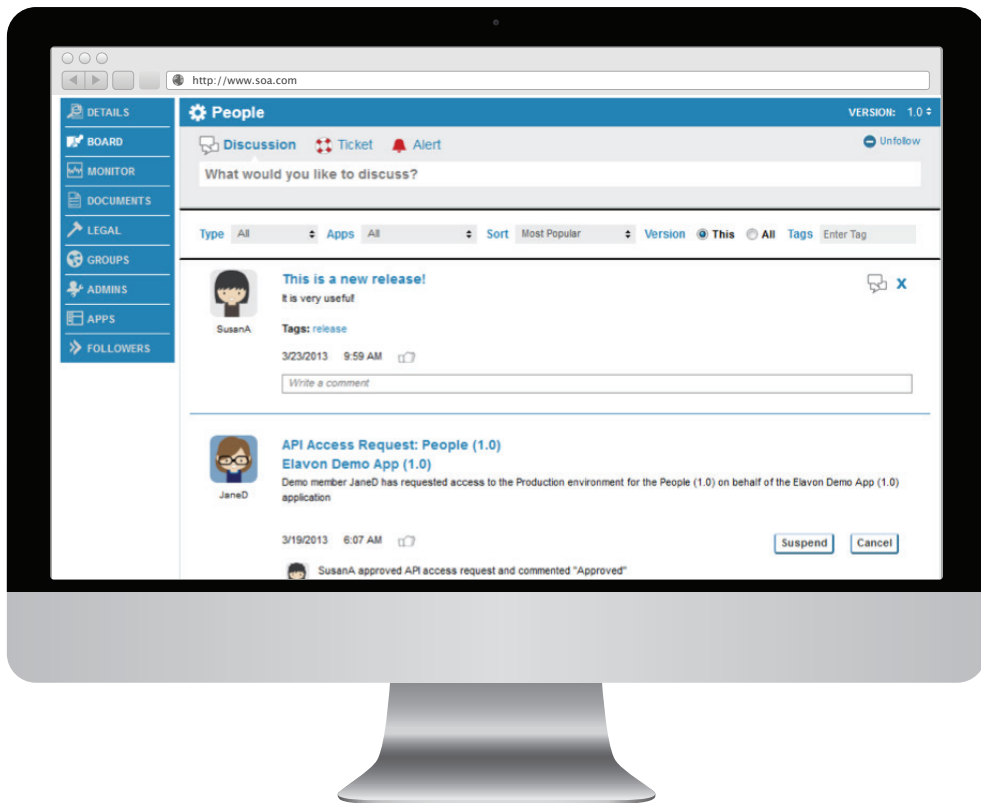 http://www.soa.com
DETAILS
BOARD
MONITOR
DOCUMENTS
LEGAL
GROUPS
ADMINS
APPS
FOLLOWERS
People
VERSION: 1.0
Discussion Ticket Alert Unfollow
What would you like to discuss?
Type All Apps All Sort Most Popular Version This All Tags Enter Tag
This is a new release!
It is very useful!
SusanA
Tags: release
3/23/2013 9:59 AM
Write a comment
API Access Request: People (1.0)
Elavon Demo App (1.0)
Demo member JaneD has requested access to the Production environment for the People (1.0) on behalf of the Elavon Demo App (1.0)
application
JaneD
3/19/2013 6:07 AM Suspend Cancel
SusanA approved API access request and commented "Approved"